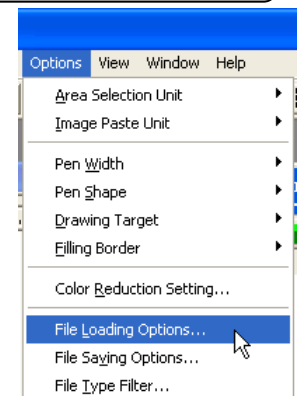 Options View Window Help
Area Selection Unit
Image Paste Unit
Pen Width
Pen Shape
Drawing Target
Filling Border
Color Reduction Setting...
File Loading Options...
File Saving Options...
File Type Filter...